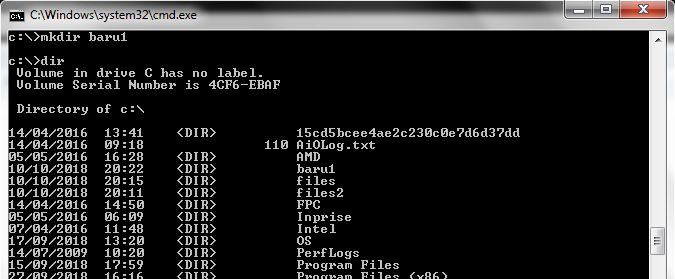 C:\Windows\system32\cmd.exe
c:\>mkdir baru1
c:\>dir
Volume in drive C has no label.
Volume Serial Number is 4CF6-EBAF
Directory of c:\
14/04/2016 13:41 <DIR> 15cd5bcee4ae2c230c0e7d6d37dd
14/04/2016 09:18 110 AiOLog.txt
05/05/2016 16:28 <DIR> AMD
10/10/2018 20:22 <DIR> baru1
10/10/2018 20:15 <DIR> files
10/10/2018 20:11 <DIR> files2
14/04/2016 14:50 <DIR> FPC
05/05/2016 06:09 <DIR> Inprise
07/04/2016 11:48 <DIR> Intel
17/09/2018 13:20 <DIR> OS
14/07/2009 10:20 <DIR> PerfLogs
15/09/2018 17:59 <DIR> Program Files
27/09/2018 16:16 <DIR> Program Files (x86)